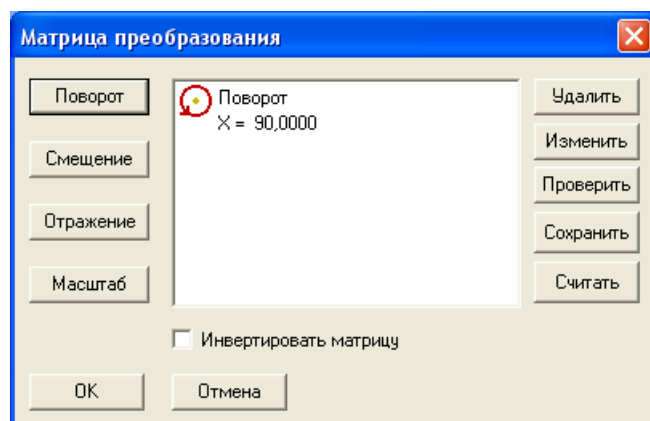 Матрица преобразования
Поворот
Смещение
Отражение
Масштаб
Поворот
X = 90,0000
Удалить
Изменить
Проверить
Сохранить
Считать
Инвертировать матрицу
OK
Отмена